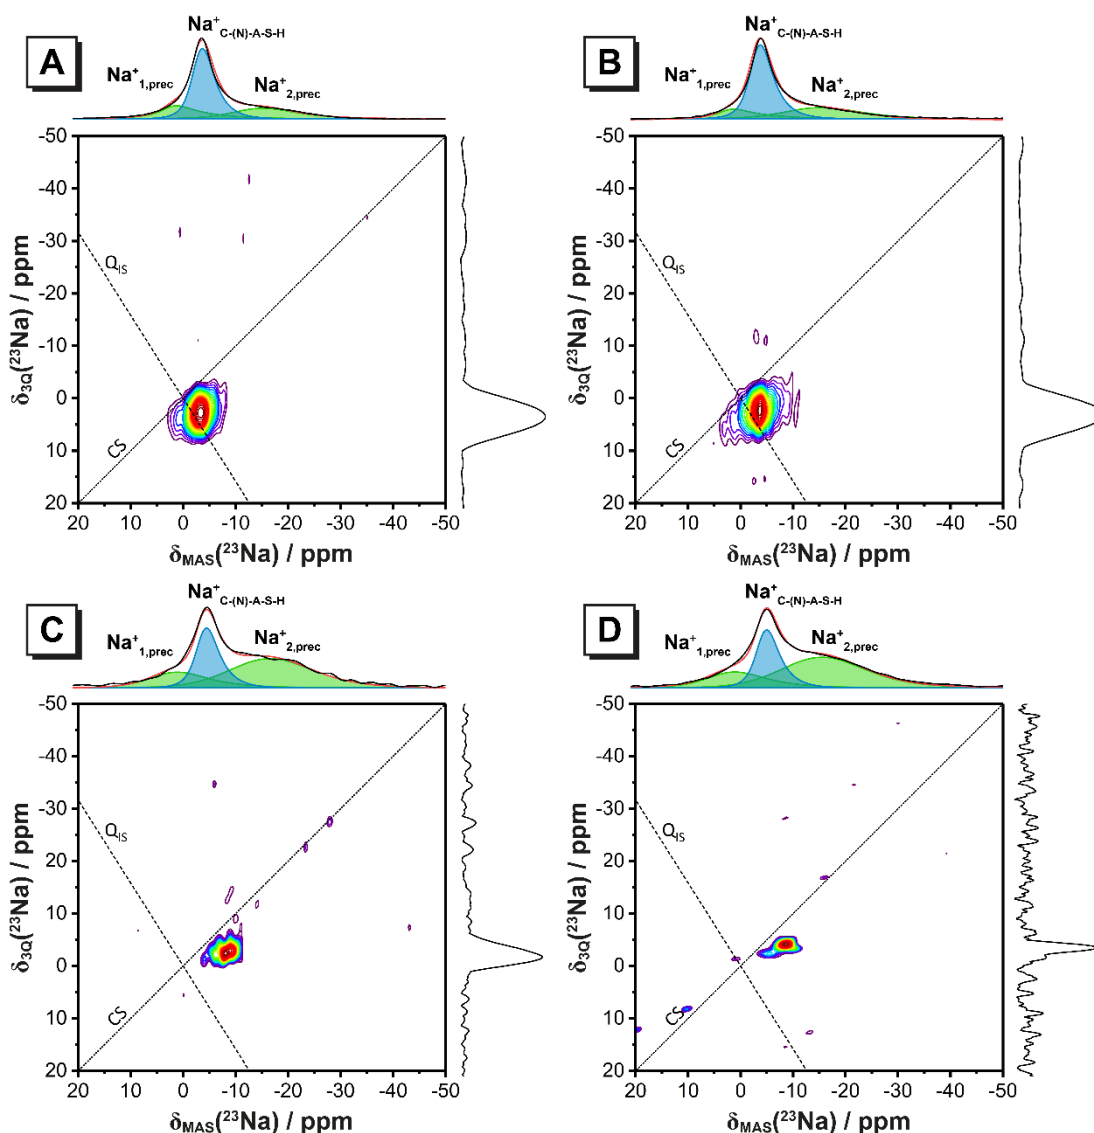 A
Na⁺C-(N)-A-S-H
Na⁺1,prec
Na⁺2,prec
-50
-40
-30
-20
-10
0
10
20
QIS
CS
20 10 0 -10 -20 -30 -40 -50
δ3Q(²³Na) / ppm
δMAS(²³Na) / ppm
B
Na⁺C-(N)-A-S-H
Na⁺1,prec
Na⁺2,prec
-50
-40
-30
-20
-10
0
10
20
QIS
CS
20 10 0 -10 -20 -30 -40 -50
δ3Q(²³Na) / ppm
δMAS(²³Na) / ppm
C
Na⁺C-(N)-A-S-H
Na⁺1,prec
Na⁺2,prec
-50
-40
-30
-20
-10
0
10
20
QIS
CS
20 10 0 -10 -20 -30 -40 -50
δ3Q(²³Na) / ppm
δMAS(²³Na) / ppm
D
Na⁺C-(N)-A-S-H
Na⁺1,prec
Na⁺2,prec
-50
-40
-30
-20
-10
0
10
20
QIS
CS
20 10 0 -10 -20 -30 -40 -50
δ3Q(²³Na) / ppm
δMAS(²³Na) / ppm